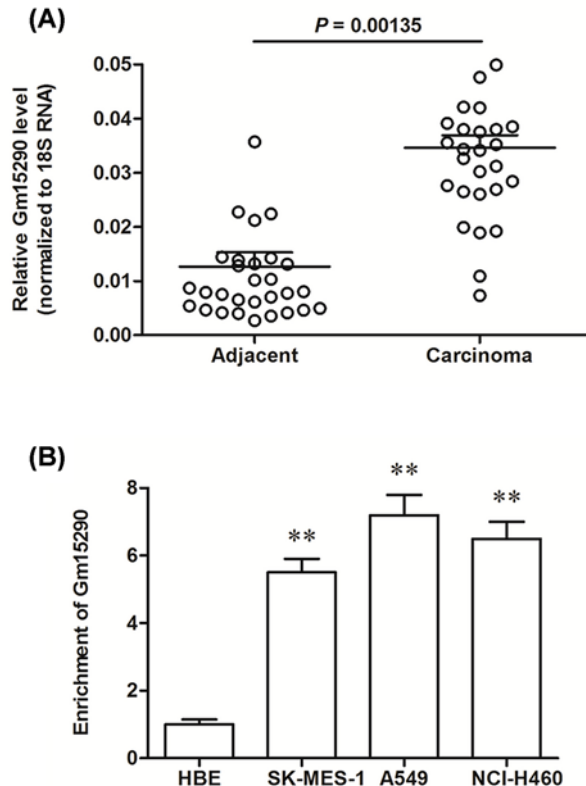 (A)
P = 0.00135
Relative Gm15290 level
(normalized to 18S RNA)
0.05
0.04
0.03
0.02
0.01
0.00
Adjacent
Carcinoma
(B)
Enrichment of Gm15290
8
6
4
2
0
**
**
**
HBE
SK-MES-1
A549
NCI-H460